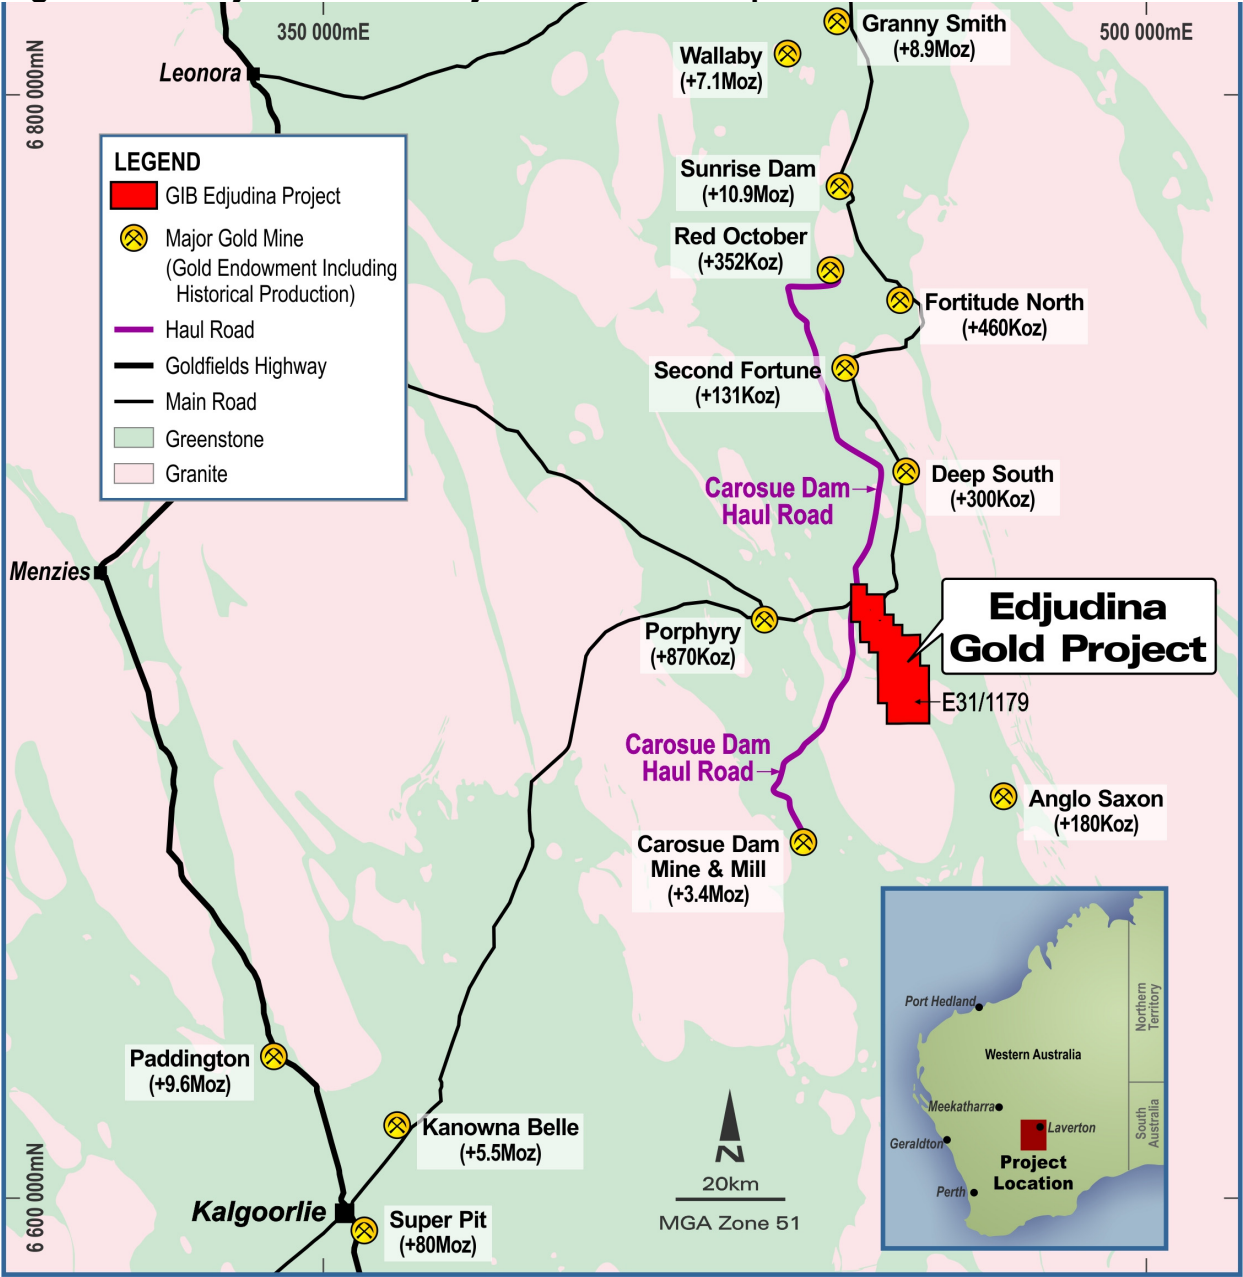 350 000mE
500 000mE
6 800 000mN
Granny Smith
(+8.9Moz)
Wallaby
(+7.1Moz)
Leonora
LEGEND
GIB Edjudina Project
Major Gold Mine
(Gold Endowment Including
Historical Production)
Haul Road
Goldfields Highway
Main Road
Greenstone
Granite
Sunrise Dam
(+10.9Moz)
Red October
(+352Koz)
Fortitude North
(+460Koz)
Second Fortune
(+131Koz)
Carosue Dam
Haul Road
Deep South
(+300Koz)
Menzies
Edjudina
Gold Project
Porphyry
(+870Koz)
E31/1179
Carosue Dam
Haul Road
Anglo Saxon
(+180Koz)
Carosue Dam
Mine & Mill
(+3.4Moz)
Paddington
(+9.6Moz)
Kanowna Belle
(+5.5Moz)
Kalgoorlie
Super Pit
(+80Moz)
6 600 000mN
N
20km
MGA Zone 51
Port Hedland
Northern
Territory
Western Australia
Meekatharra
South
Australia
Laverton
Geraldton
Project
Location
Perth